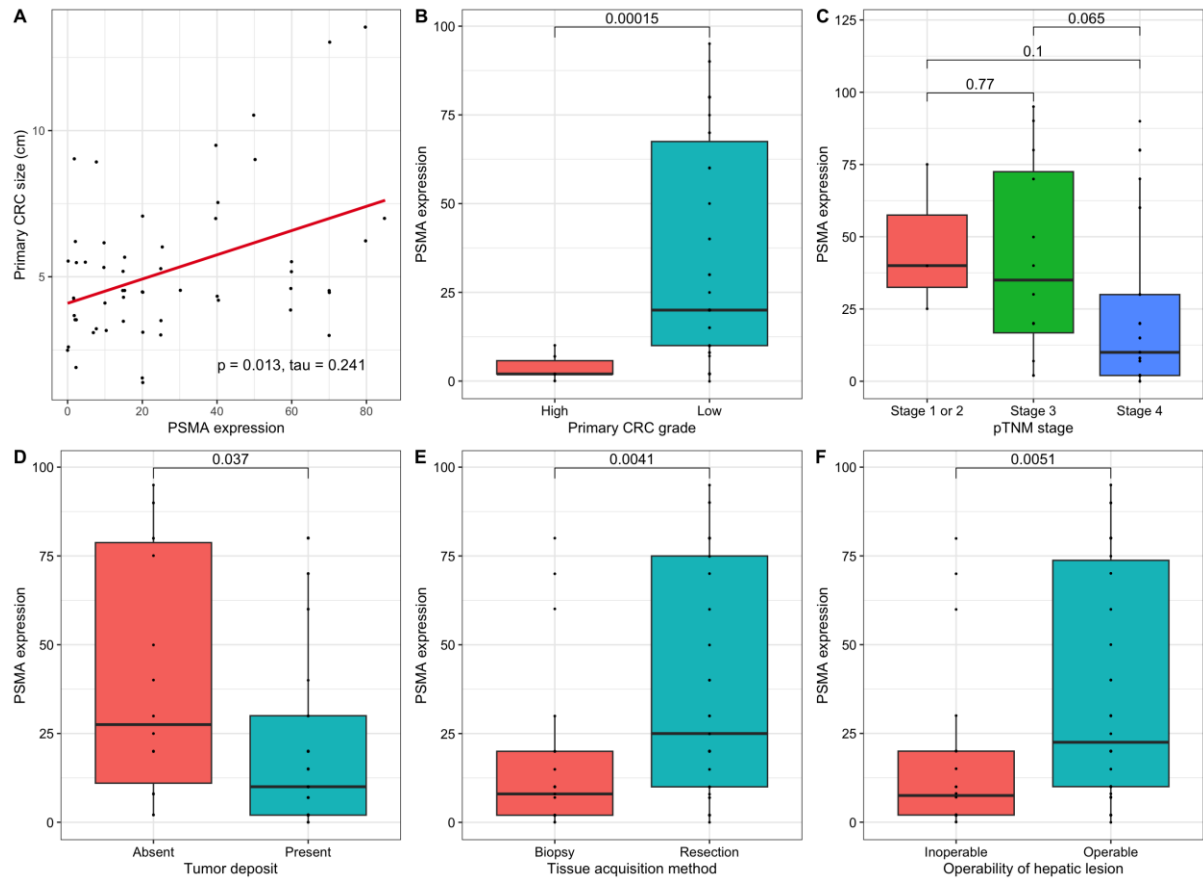 A
Primary CRC size (cm)
10
5
p = 0.013, tau = 0.241
0 20 40 60 80
PSMA expression
B
0.00015
PSMA expression
100
75
50
25
0
High Low
Primary CRC grade
C
0.065
0.1
0.77
PSMA expression
125
100
75
50
25
0
Stage 1 or 2 Stage 3 Stage 4
pTNM stage
D
0.037
PSMA expression
100
75
50
25
0
Absent Present
Tumor deposit
E
0.0041
PSMA expression
100
75
50
25
0
Biopsy Resection
Tissue acquisition method
F
0.0051
PSMA expression
100
75
50
25
0
Inoperable Operable
Operability of hepatic lesion